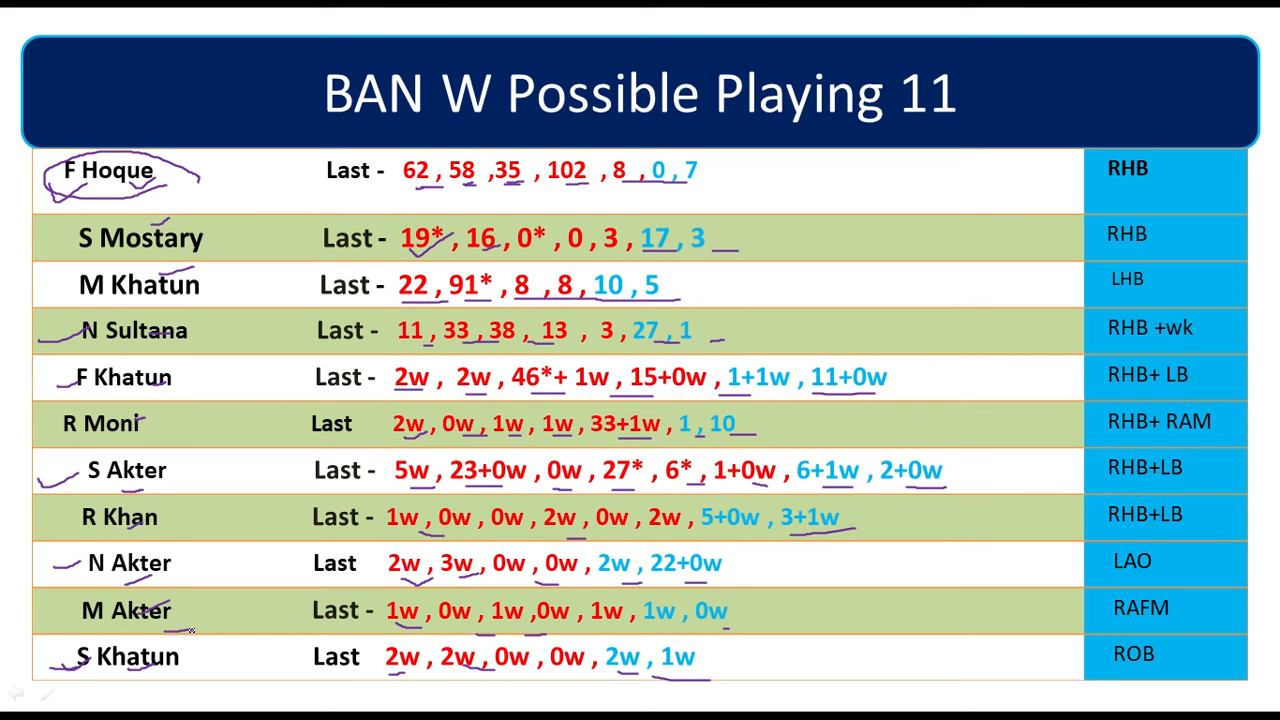 BAN W Possible Playing 11
F Hoque Last - 62 , 58 ,35 , 102 , 8 , 0 , 7 RHB
S Mostary Last - 19* , 16 , 0* , 0 , 3 , 17 , 3 RHB
M Khatun Last - 22 , 91* , 8 , 8 , 10 , 5 LHB
N Sultana Last - 11 , 33 , 38 , 13 , 3 , 27 , 1 RHB +wk
F Khatun Last - 2w , 2w , 46*+ 1w , 15+0w , 1+1w , 11+0w RHB+ LB
R Moni Last 2w , 0w , 1w , 1w , 33+1w , 1 , 10 RHB+ RAM
S Akter Last - 5w , 23+0w , 0w , 27* , 6* , 1+0w , 6+1w , 2+0w RHB+LB
R Khan Last - 1w , 0w , 0w , 2w , 0w , 2w , 5+0w , 3+1w RHB+LB
N Akter Last 2w , 3w , 0w , 0w , 2w , 22+0w LAO
M Akter Last - 1w , 0w , 1w ,0w , 1w , 1w , 0w RAFM
S Khatun Last 2w , 2w , 0w , 0w , 2w , 1w ROB